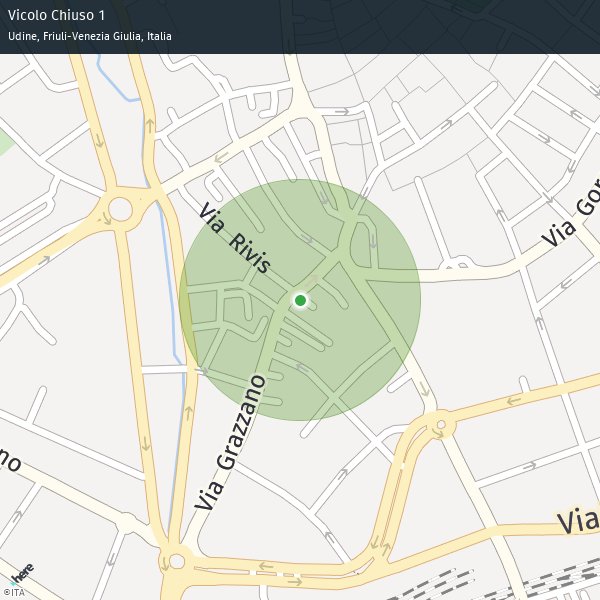 Vicolo Chiuso 1
Udine, Friuli-Venezia Giulia, Italia
Via Gor
Via Rivis
Via Grazzano
no
Via
here
©ITA